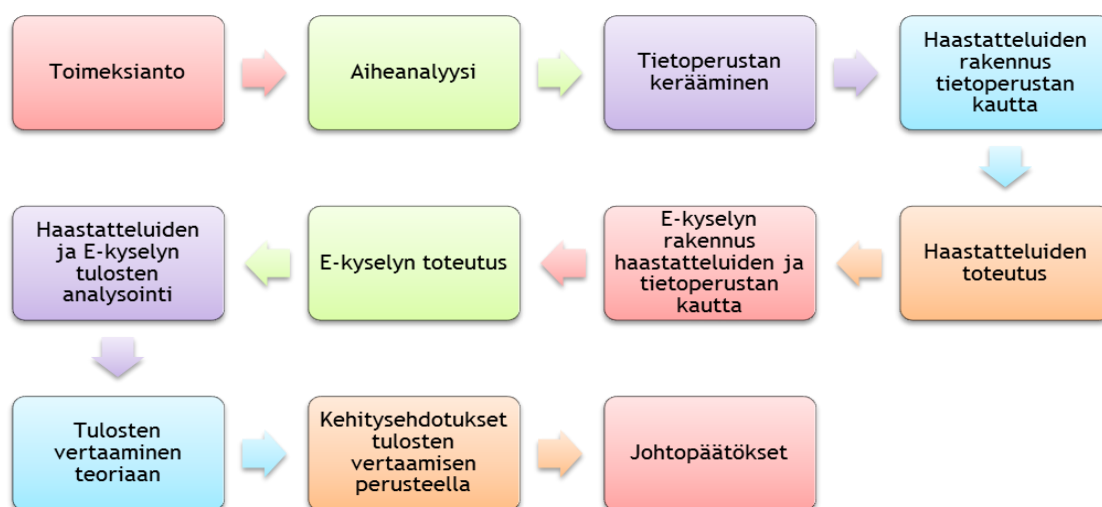 Toimeksianto
Aiheanalyysi
Tietoperustan
kerääminen
Haastatteluiden
rakennus
tietoperustan
kautta
Haastatteluiden
toteutus
E-kyselyn
rakennus
haastatteluiden ja
tietoperustan
kautta
E-kyselyn toteutus
Haastatteluiden
ja E-kyselyn
tulosten
analysointi
Tulosten
vertaaminen
teoriaan
Kehitysehdotukset
tulosten
vertaamisen
perusteella
Johtopäätökset